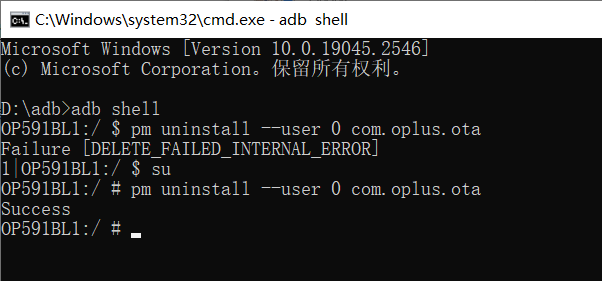 C:\Windows\system32\cmd.exe - adb shell
Microsoft Windows [Version 10.0.19045.2546]
(c) Microsoft Corporation。保留所有权利。
D:\adb>adb shell
OP591BL1:/ $ pm uninstall --user 0 com.oplus.ota
Failure [DELETE_FAILED_INTERNAL_ERROR]
1|OP591BL1:/ $ su
OP591BL1:/ # pm uninstall --user 0 com.oplus.ota
Success
OP591BL1:/ #